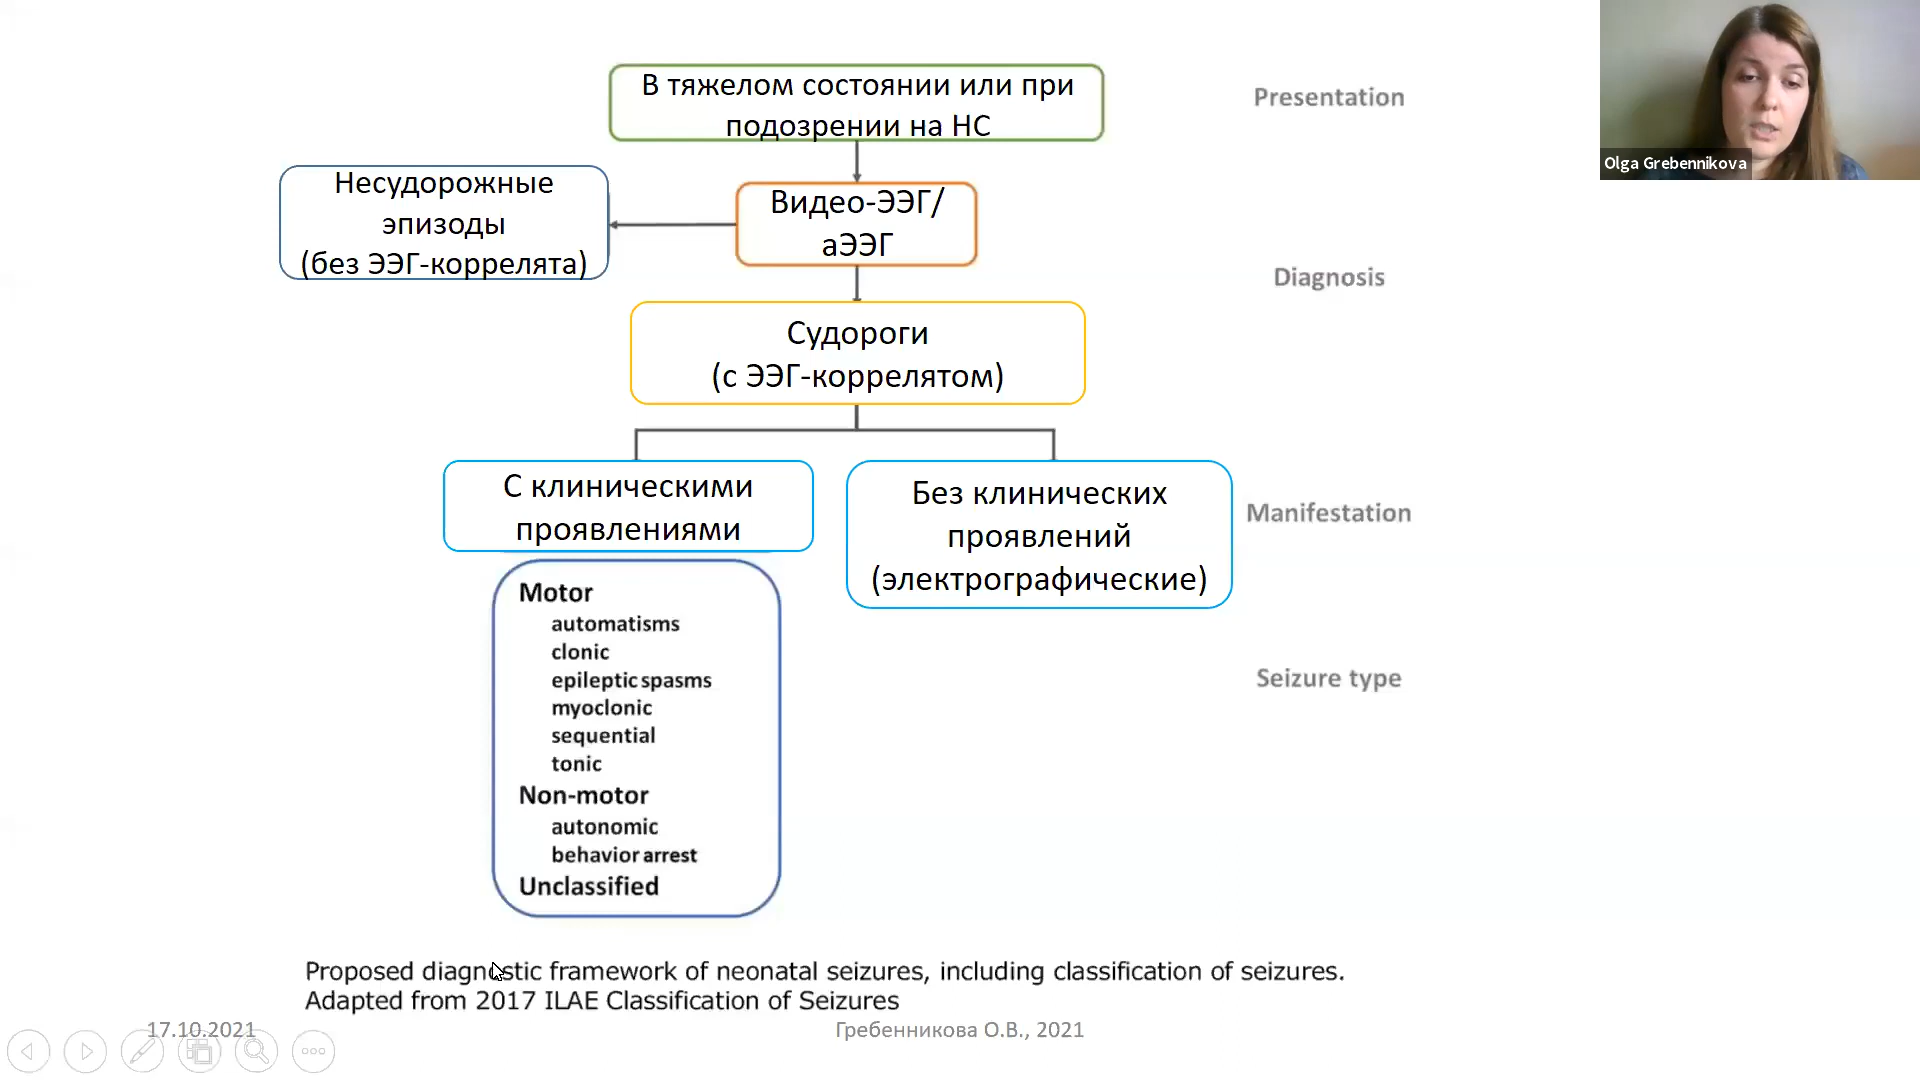 В тяжелом состоянии или при
подозрении на НС
Presentation
Olga Grebennikova
Несудорожные
эпизоды
(без ЭЭГ-коррелята)
Видео-ЭЭГ/
аЭЭГ
Diagnosis
Судороги
(с ЭЭГ-коррелятом)
С клиническими
проявлениями
Без клинических
проявлений
(электрографические)
Manifestation
Motor
automatisms
clonic
epileptic spasms
myoclonic
sequential
tonic
Non-motor
autonomic
behavior arrest
Unclassified
Seizure type
Proposed diagnostic framework of neonatal seizures, including classification of seizures.
Adapted from 2017 ILAE Classification of Seizures
17.10.2021
Гребенникова О.В., 2021